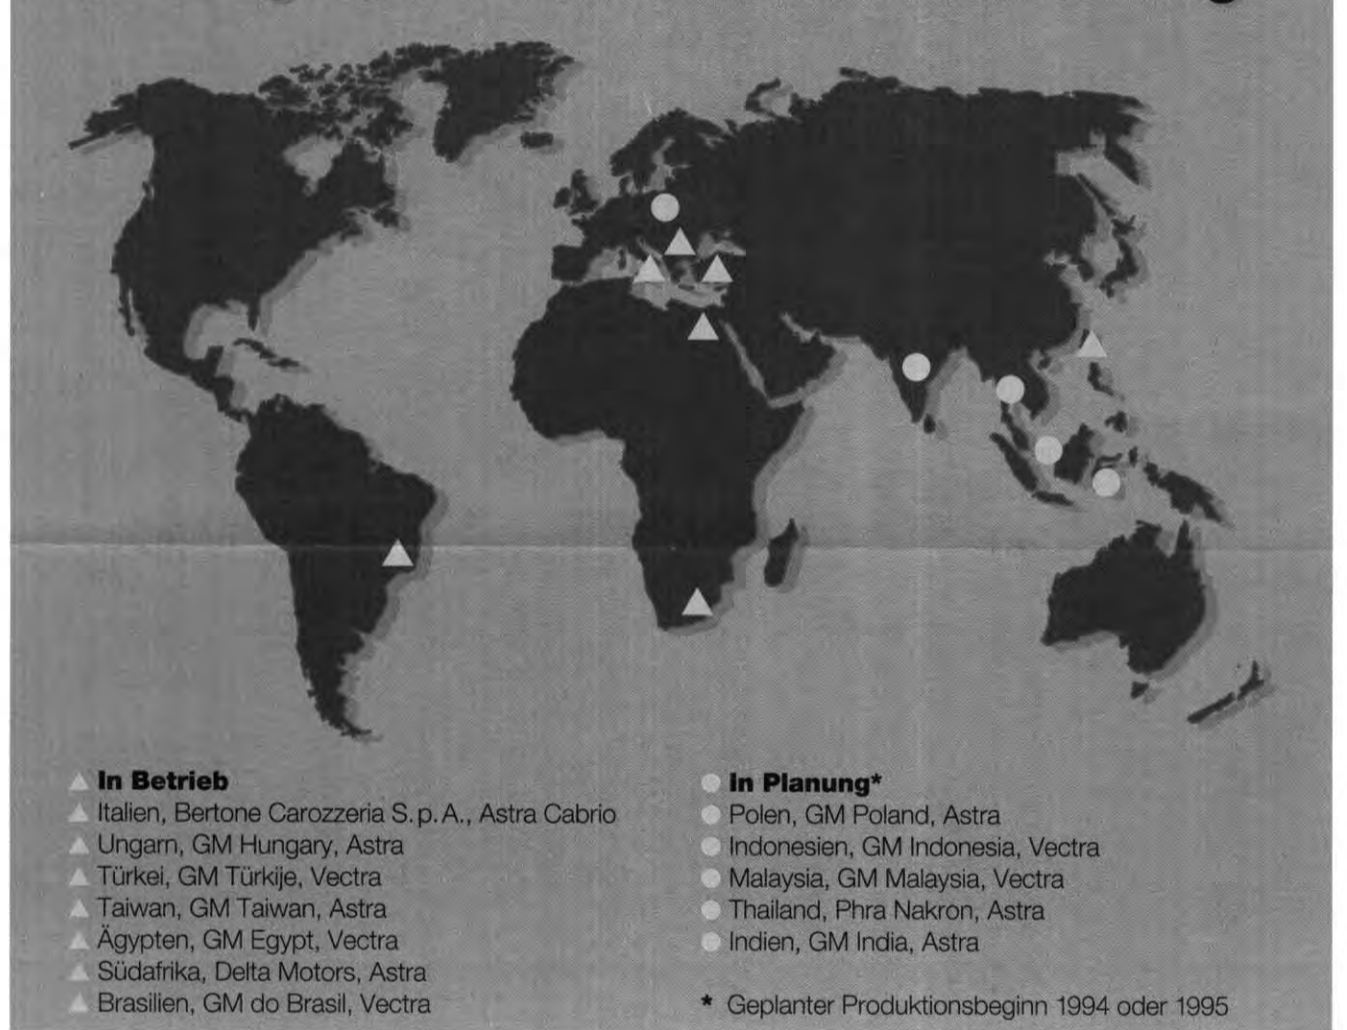 In Betrieb
Italien, Bertone Carozzeria S.p.A., Astra Cabrio
Ungarn, GM Hungary, Astra
Türkei, GM Türkije, Vectra
Taiwan, GM Taiwan, Astra
Ägypten, GM Egypt, Vectra
Südafrika, Delta Motors, Astra
Brasilien, GM do Brasil, Vectra
In Planung*
Polen, GM Poland, Astra
Indonesien, GM Indonesia, Vectra
Malaysia, GM Malaysia, Vectra
Thailand, Phra Nakron, Astra
Indien, GM India, Astra
* Geplanter Produktionsbeginn 1994 oder 1995